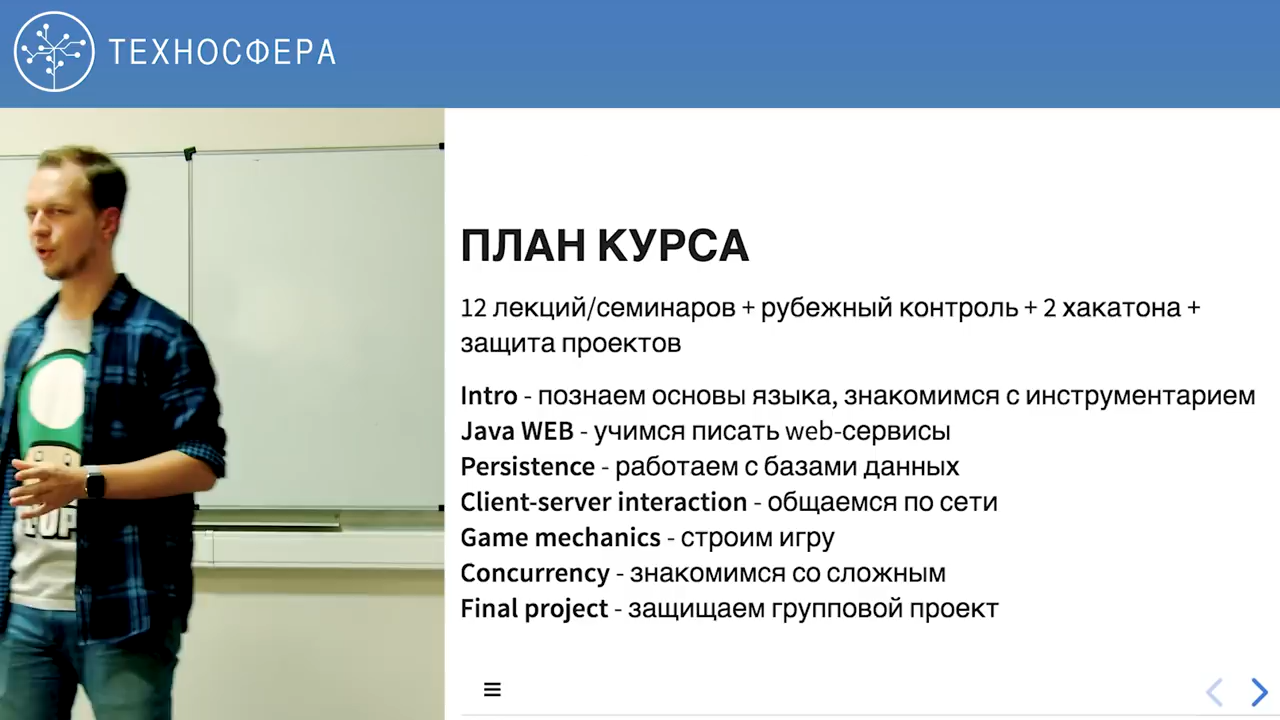 ТЕХНОСФЕРА
ПЛАН КУРСА
12 лекций/семинаров + рубежный контроль + 2 хакатона +
защита проектов
Intro - познаем основы языка, знакомимся с инструментарием
Java WEB - учимся писать web-сервисы
Persistence - работаем с базами данных
Client-server interaction - общаемся по сети
Game mechanics - строим игру
Concurrency - знакомимся со сложным
Final project - защищаем групповой проект